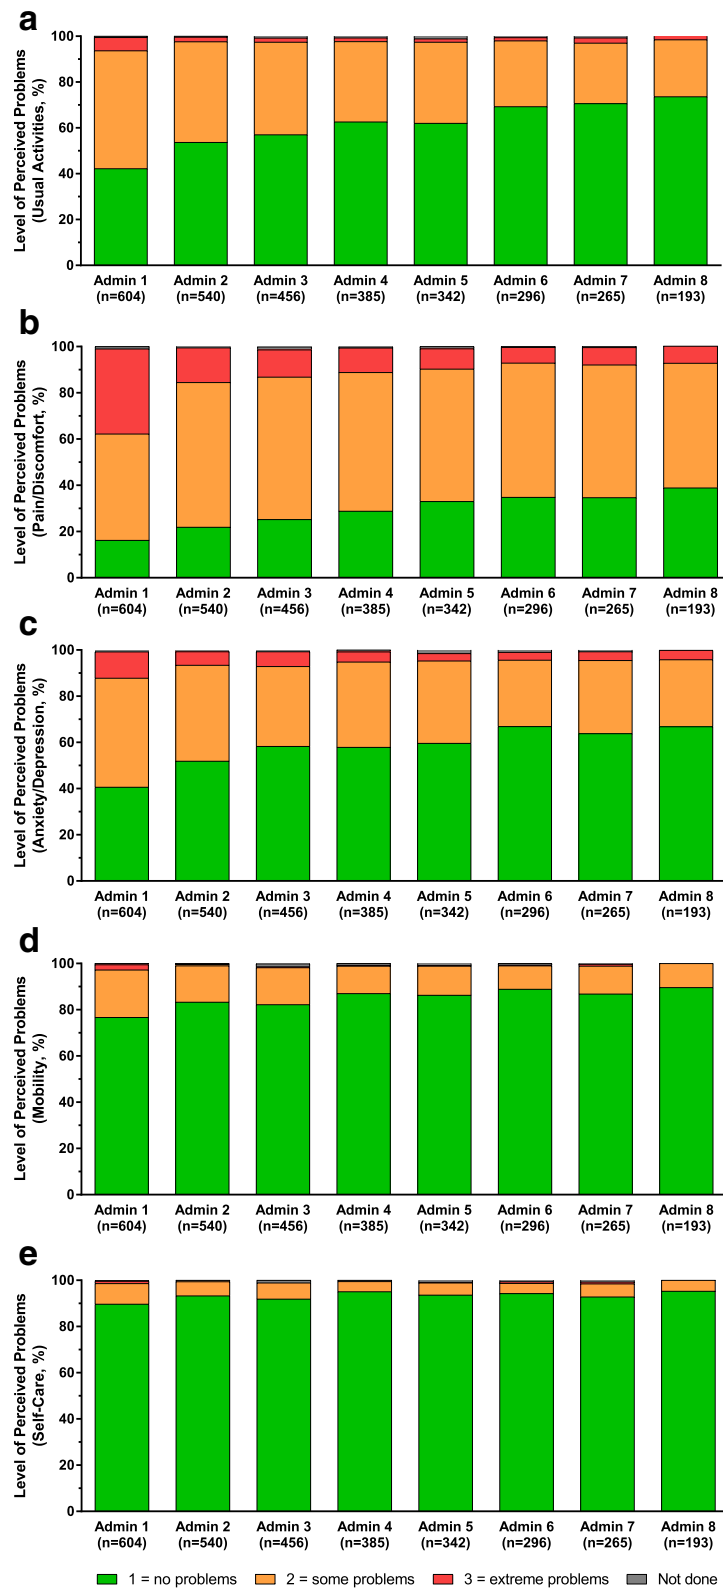 a
Level of Perceived Problems
(Usual Activities, %)
100
80
60
40
20
0
Admin 1 Admin 2 Admin 3 Admin 4 Admin 5 Admin 6 Admin 7 Admin 8
(n=604) (n=540) (n=456) (n=385) (n=342) (n=296) (n=265) (n=193)
b
Level of Perceived Problems
(Pain/Discomfort, %)
100
80
60
40
20
0
Admin 1 Admin 2 Admin 3 Admin 4 Admin 5 Admin 6 Admin 7 Admin 8
(n=604) (n=540) (n=456) (n=385) (n=342) (n=296) (n=265) (n=193)
c
Level of Perceived Problems
(Anxiety/Depression, %)
100
80
60
40
20
0
Admin 1 Admin 2 Admin 3 Admin 4 Admin 5 Admin 6 Admin 7 Admin 8
(n=604) (n=540) (n=456) (n=385) (n=342) (n=296) (n=265) (n=193)
d
Level of Perceived Problems
(Mobility, %)
100
80
60
40
20
0
Admin 1 Admin 2 Admin 3 Admin 4 Admin 5 Admin 6 Admin 7 Admin 8
(n=604) (n=540) (n=456) (n=385) (n=342) (n=296) (n=265) (n=193)
e
Level of Perceived Problems
(Self-Care, %)
100
80
60
40
20
0
Admin 1 Admin 2 Admin 3 Admin 4 Admin 5 Admin 6 Admin 7 Admin 8
(n=604) (n=540) (n=456) (n=385) (n=342) (n=296) (n=265) (n=193)
1 = no problems 2 = some problems 3 = extreme problems Not done